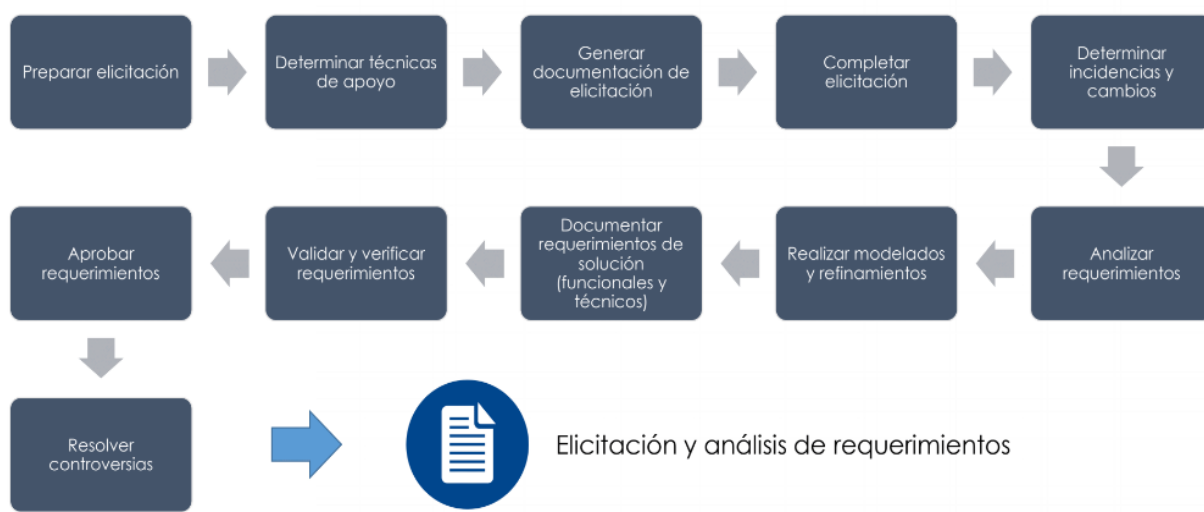 Preparar elicitación
Determinar técnicas
de apoyo
Generar
documentación de
elicitación
Completar
elicitación
Determinar
incidencias y
cambios
Analizar
requerimientos
Realizar modelados
y refinamientos
Documentar
requerimientos de
solución
(funcionales y
técnicos)
Validar y verificar
requerimientos
Aprobar
requerimientos
Resolver
controversias
Elicitación y análisis de requerimientos